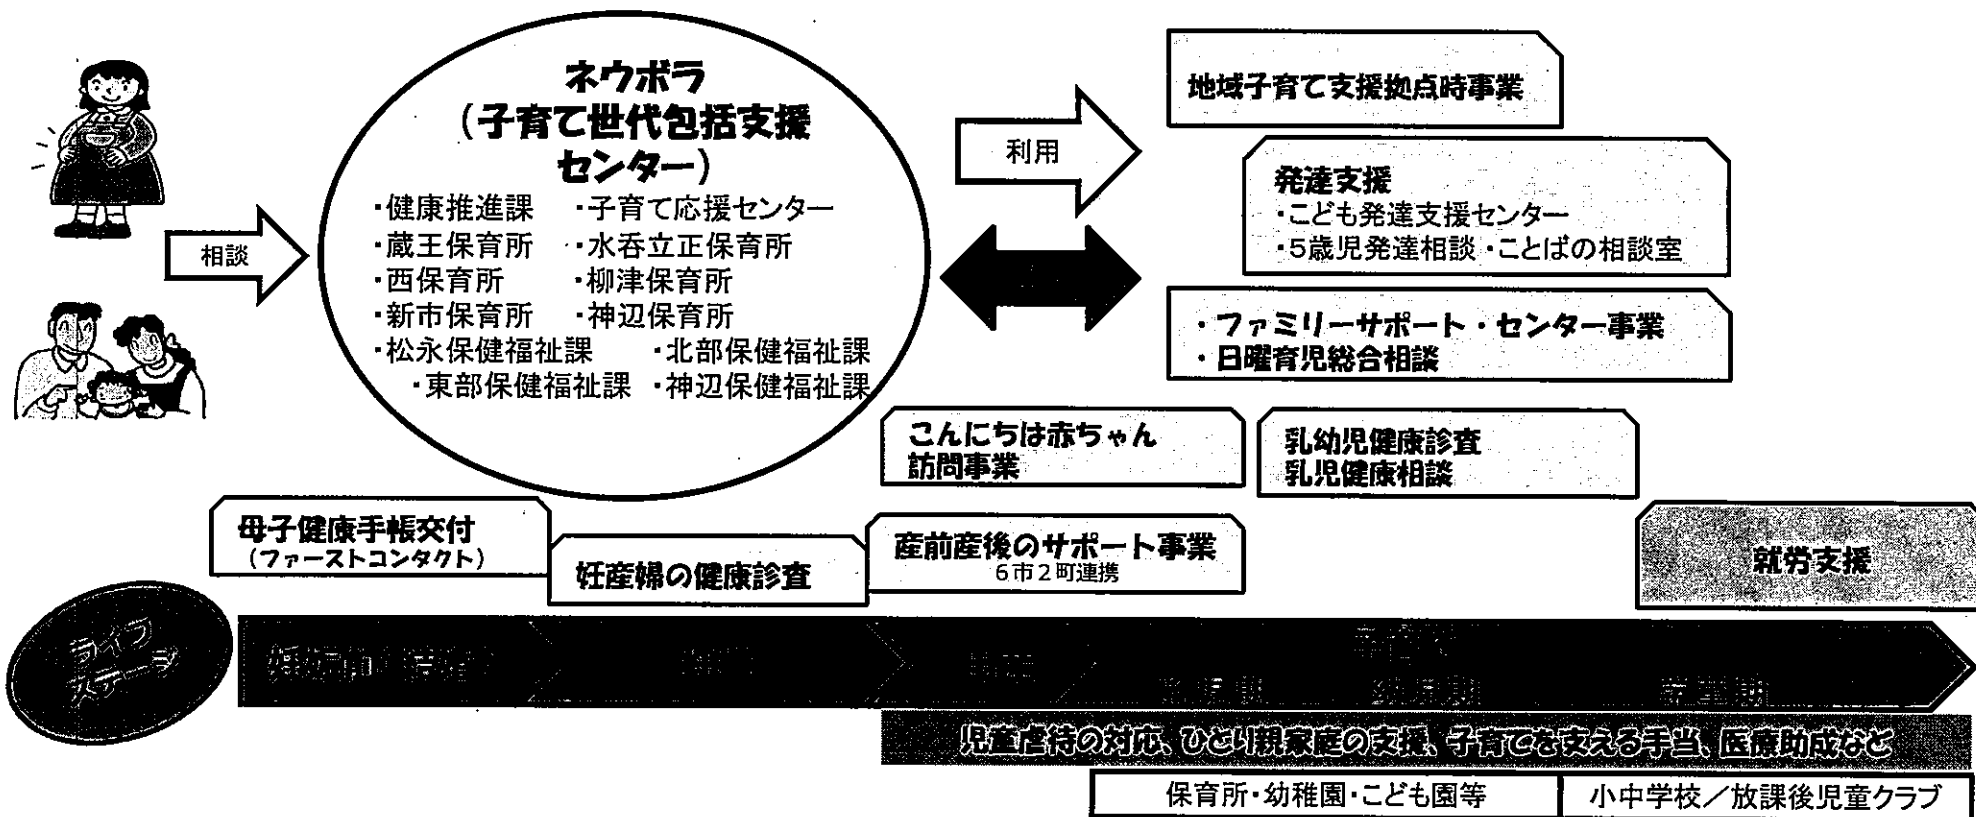 ネウボラ
(子育て世代包括支援
センター)
・健康推進課 ・子育て応援センター
・蔵王保育所 ・水呑立正保育所
・西保育所 ・柳津保育所
・新市保育所 ・神辺保育所
・松永保健福祉課 ・北部保健福祉課
・東部保健福祉課 ・神辺保健福祉課
相談
利用
地域子育て支援拠点時事業
発達支援
・こども発達支援センター
・5歳児発達相談 ・ことばの相談室
・ファミリーサポート・センター事業
・日曜育児総合相談
こんにちは赤ちゃん
訪問事業
乳幼児健康診査
乳児健康相談
母子健康手帳交付
(ファーストコンタクト)
妊産婦の健康診査
産前産後のサポート事業
6市2町連携
就労支援
ライフ
ステージ
児童虐待の対応、ひとり親家庭の支援、子育てを支える手当、医療助成など
保育所・幼稚園・こども園等
小中学校/放課後児童クラブ